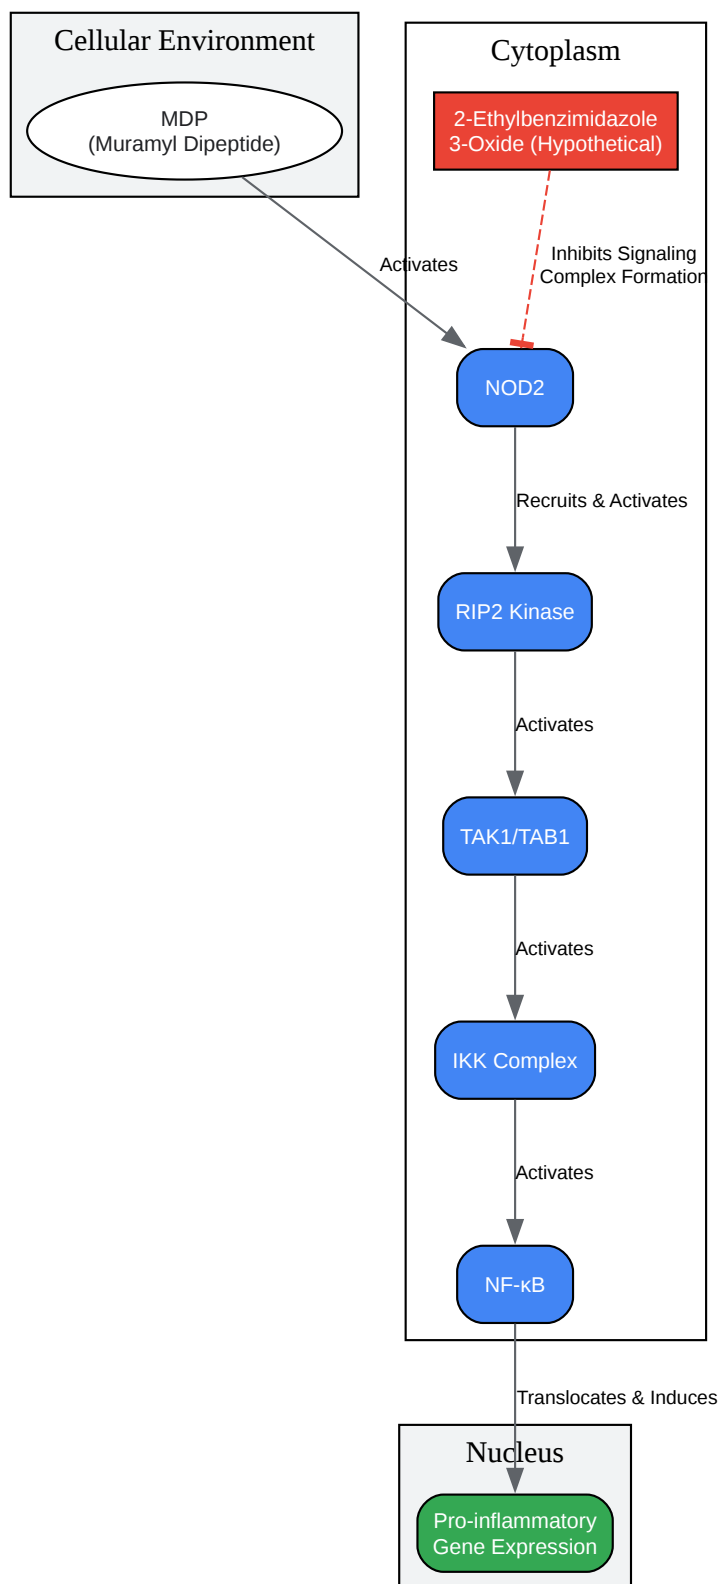 Cellular Environment
MDP
(Muramyl Dipeptide)
Cytoplasm
2-Ethylbenzimidazole
3-Oxide (Hypothetical)
Activates
Inhibits Signaling
Complex Formation
NOD2
Recruits & Activates
RIP2 Kinase
Activates
TAK1/TAB1
Activates
IKK Complex
Activates
NF-κB
Translocates & Induces
Nucleus
Pro-inflammatory
Gene Expression